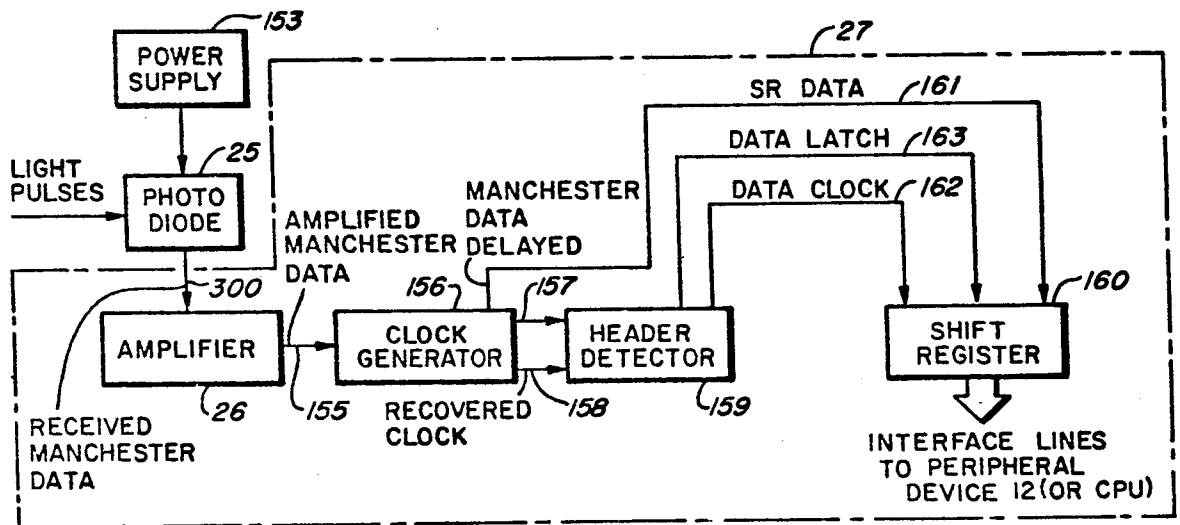 153
POWER
SUPPLY
27
SR DATA
161
LIGHT
PULSES
25
PHOTO
DIODE
DATA LATCH
163
MANCHESTER
DATA
DELAYED
DATA CLOCK
162
AMPLIFIED
MANCHESTER
DATA
300
156
157
160
AMPLIFIER
CLOCK
GENERATOR
HEADER
DETECTOR
SHIFT
REGISTER
26
155
158
159
RECOVERED
CLOCK
RECEIVED
MANCHESTER
DATA
INTERFACE LINES
TO PERIPHERAL
DEVICE 12 (OR CPU)